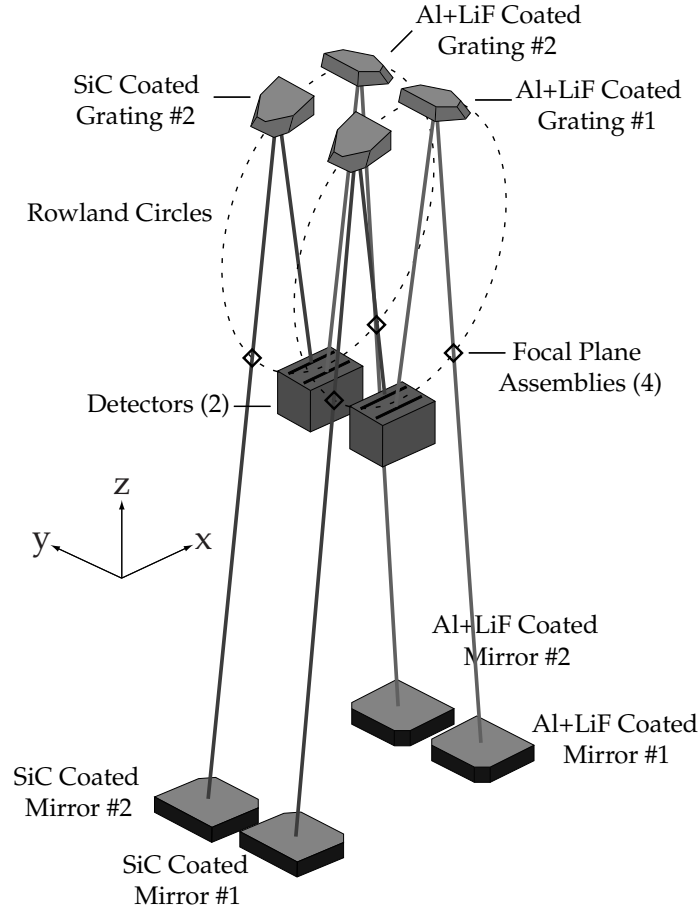 Al+LiF Coated
Grating #2
SiC Coated
Grating #2
Al+LiF Coated
Grating #1
Rowland Circles
Focal Plane
Assemblies (4)
Detectors (2)
z
y
x
Al+LiF Coated
Mirror #2
Al+LiF Coated
Mirror #1
SiC Coated
Mirror #2
SiC Coated
Mirror #1